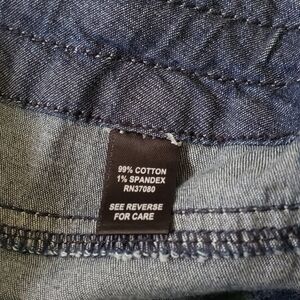 99% COTTON
1% SPANDEX
RN37080
SEE REVERSE
FOR CARE